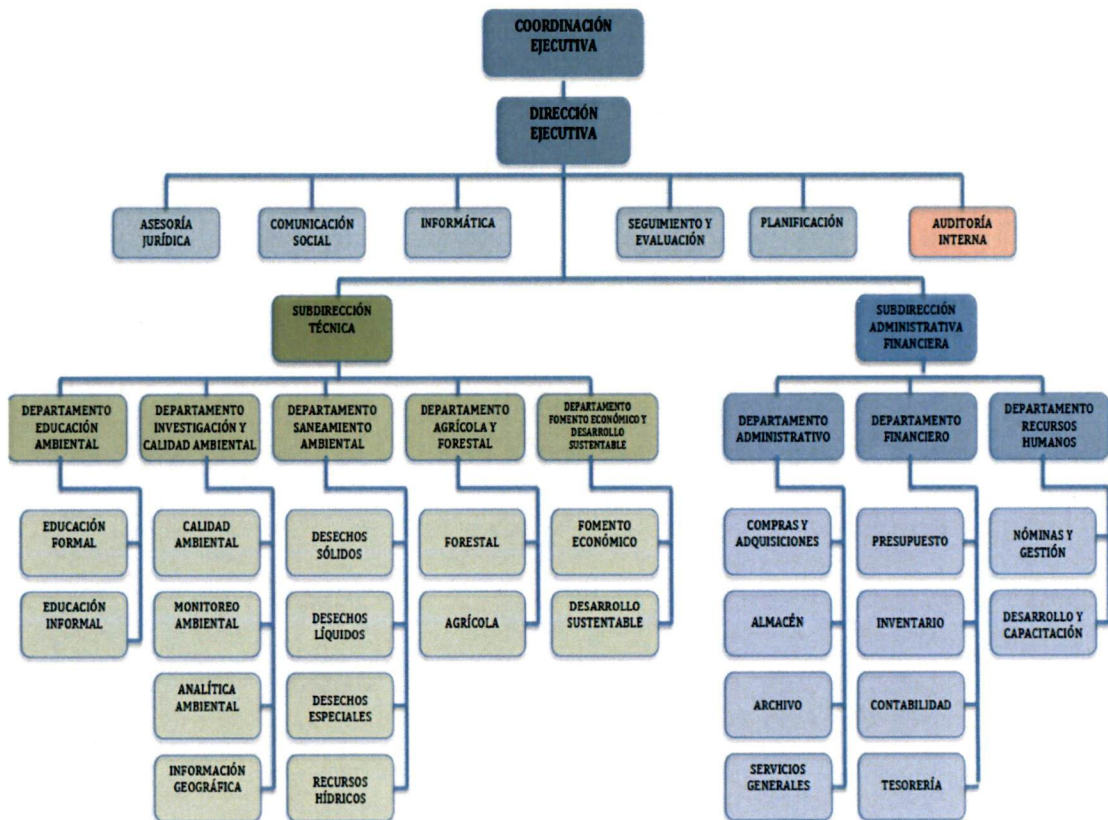 COORDINACIÓN
EJECUTIVA
DIRECCIÓN
EJECUTIVA
ASESORÍA
JURÍDICA
COMUNICACIÓN
SOCIAL
INFORMÁTICA
SEGUIMIENTO Y
EVALUACIÓN
PLANIFICACIÓN
AUDITORÍA
INTERNA
SUBDIRECCIÓN
TÉCNICA
SUBDIRECCIÓN
ADMINISTRATIVA
FINANCIERA
DEPARTAMENTO
EDUCACIÓN
AMBIENTAL
DEPARTAMENTO
INVESTIGACIÓN Y
CALIDAD AMBIENTAL
DEPARTAMENTO
SANEAMIENTO
AMBIENTAL
DEPARTAMENTO
AGRÍCOLA Y
FORESTAL
DEPARTAMENTO
FOMENTO ECONÓMICO Y
DESARROLLO
SUSTENTABLE
DEPARTAMENTO
ADMINISTRATIVO
DEPARTAMENTO
FINANCIERO
DEPARTAMENTO
RECURSOS
HUMANOS
EDUCACIÓN
FORMAL
EDUCACIÓN
INFORMAL
CALIDAD
AMBIENTAL
MONITOREO
AMBIENTAL
ANALÍTICA
AMBIENTAL
INFORMACIÓN
GEOGRÁFICA
DESECHOS
SÓLIDOS
DESECHOS
LÍQUIDOS
DESECHOS
ESPECIALES
RECURSOS
HÍDRICOS
FORESTAL
AGRÍCOLA
FOMENTO
ECONÓMICO
DESARROLLO
SUSTENTABLE
COMPRAS Y
ADQUISICIONES
ALMACÉN
ARCHIVO
SERVICIOS
GENERALES
PRESUPUESTO
INVENTARIO
CONTABILIDAD
TESORERÍA
NÓMINAS Y
GESTIÓN
DESARROLLO Y
CAPACITACIÓN